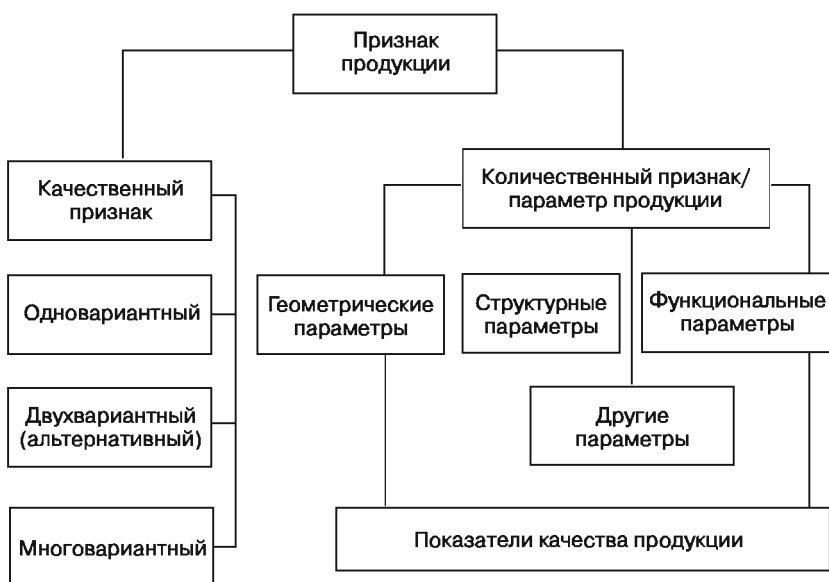 Признак
продукции
Качественный
признак
Количественный признак/
параметр продукции
Одновариантный
Геометрические
параметры
Структурные
параметры
Функциональные
параметры
Двухвариантный
(альтернативный)
Другие
параметры
Многовариантный
Показатели качества продукции